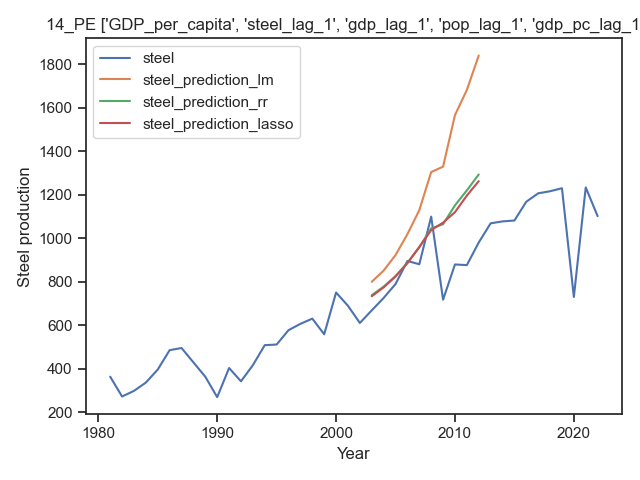 14_PE ['GDP_per_capita', 'steel_lag_1', 'gdp_lag_1', 'pop_lag_1', 'gdp_pc_lag_1
steel
steel_prediction_lm
steel_prediction_rr
steel_prediction_lasso
1800
1600
1400
1200
1000
800
600
400
200
Steel production
1980
1990
2000
2010
2020
Year